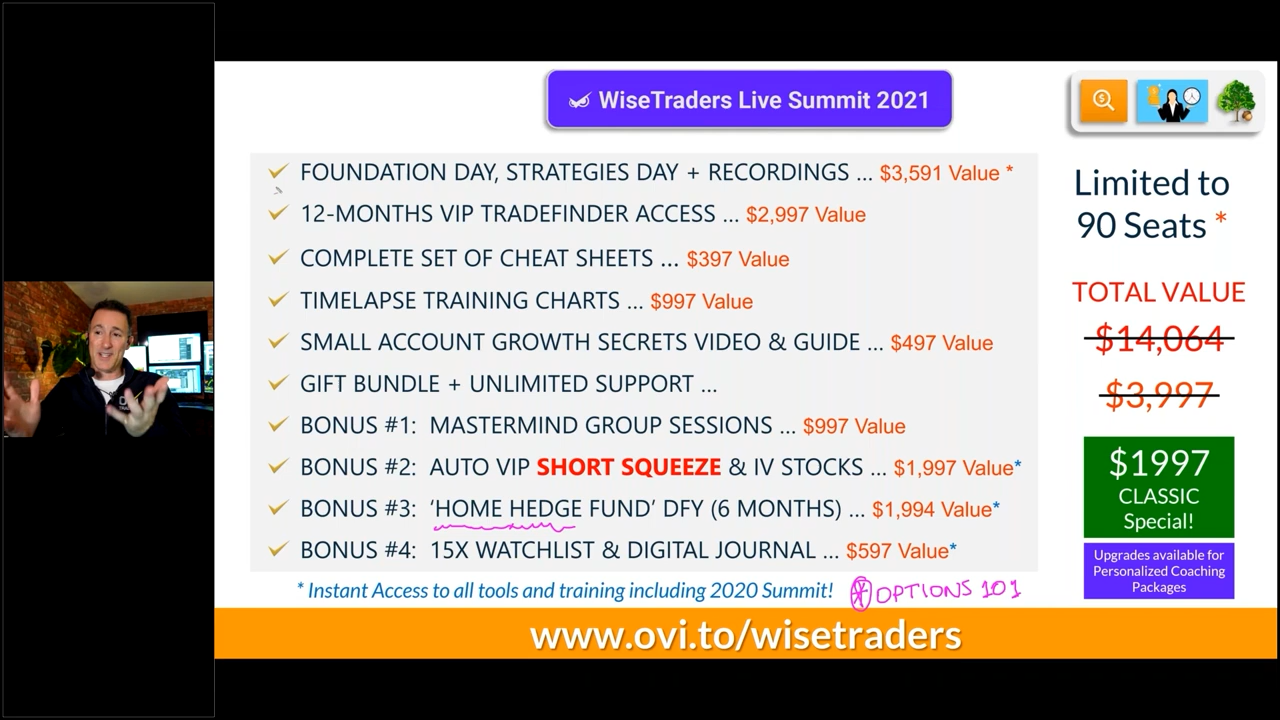 WiseTraders Live Summit 2021
FOUNDATION DAY, STRATEGIES DAY + RECORDINGS ... $3,591 Value *
12-MONTHS VIP TRADEFINDER ACCESS ... $2,997 Value
COMPLETE SET OF CHEAT SHEETS ... $397 Value
TIMELAPSE TRAINING CHARTS ... $997 Value
SMALL ACCOUNT GROWTH SECRETS VIDEO & GUIDE ... $497 Value
GIFT BUNDLE + UNLIMITED SUPPORT ...
BONUS #1: MASTERMIND GROUP SESSIONS ... $997 Value
BONUS #2: AUTO VIP SHORT SQUEEZE & IV STOCKS ... $1,997 Value*
BONUS #3: ‘HOME HEDGE FUND’ DFY (6 MONTHS) ... $1,994 Value*
BONUS #4: 15X WATCHLIST & DIGITAL JOURNAL ... $597 Value*
* Instant Access to all tools and training including 2020 Summit! * OPTIONS 101
Limited to
90 Seats *
TOTAL VALUE
$14,064
$3,997
$1997
CLASSIC
Special!
Upgrades available for
Personalized Coaching
Packages
www.ovi.to/wisetraders